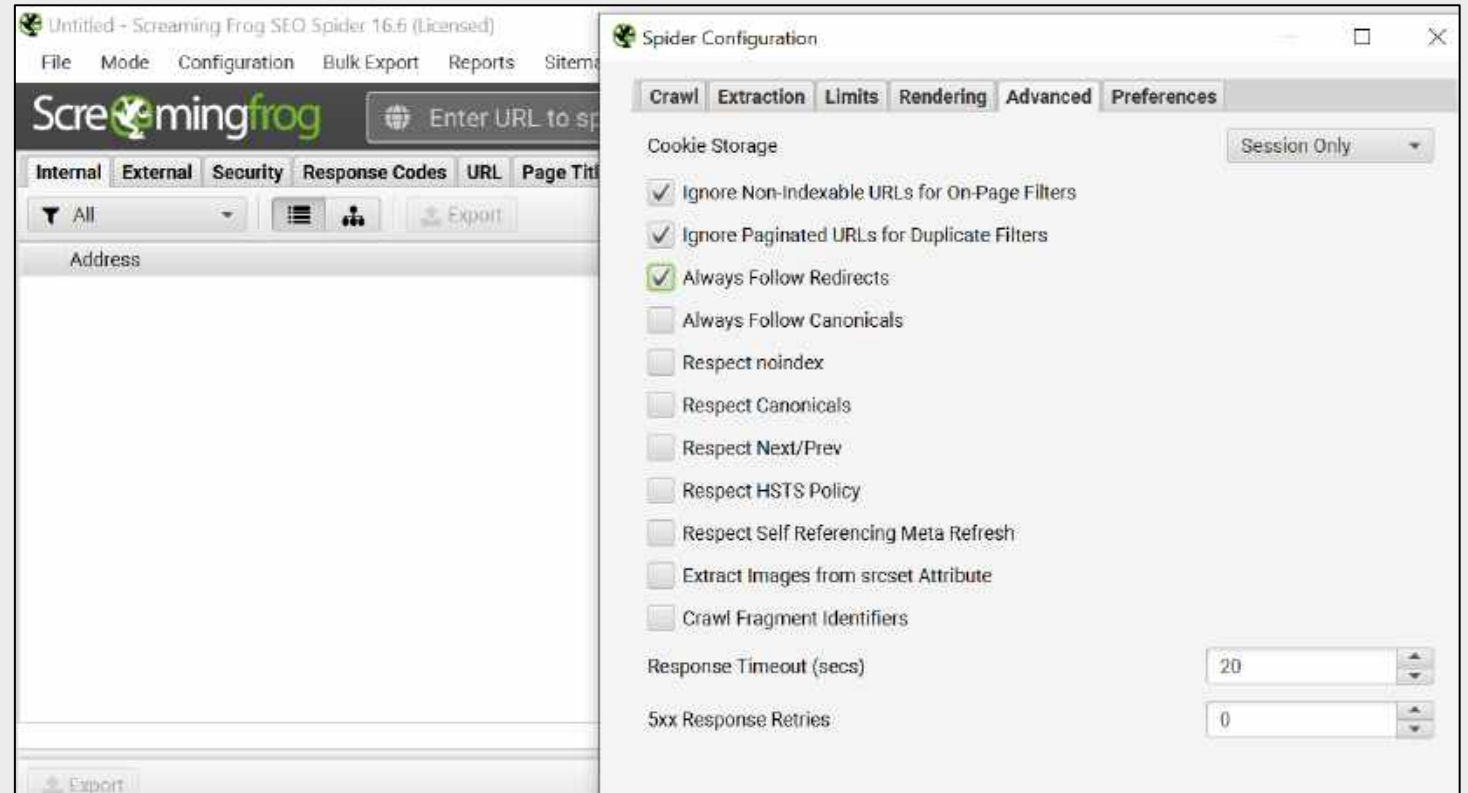 Untitled - Screaming Frog SEO Spider 16.6 (Licensed)
File Mode Configuration Bulk Export Reports Sitema
Screamingfrog
Enter URL to sp
Internal External Security Response Codes URL Page Titl
All
Export
Address
Export
Spider Configuration
Crawl Extraction Limits Rendering Advanced Preferences
Cookie Storage Session Only
Ignore Non-Indexable URLs for On-Page Filters
Ignore Paginated URLs for Duplicate Filters
Always Follow Redirects
Always Follow Canonicals
Respect noindex
Respect Canonicals
Respect Next/Prev
Respect HSTS Policy
Respect Self Referencing Meta Refresh
Extract Images from srcset Attribute
Crawl Fragment Identifiers
Response Timeout (secs) 20
5xx Response Retries 0